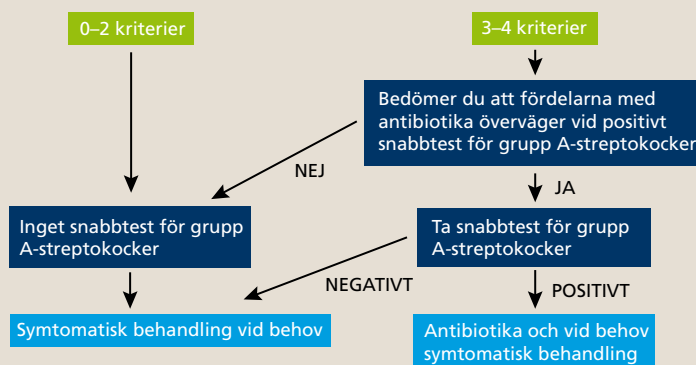 0–2 kriterier
3–4 kriterier
Bedömer du att fördelarna med
antibiotika överväger vid positivt
snabbtest för grupp A-streptokocker
NEJ
JA
Inget snabbtest för grupp
A-streptokocker
Ta snabbtest för grupp
A-streptokocker
NEGATIVT
POSITIVT
Symtomatisk behandling vid behov
Antibiotika och vid behov
symtomatisk behandling